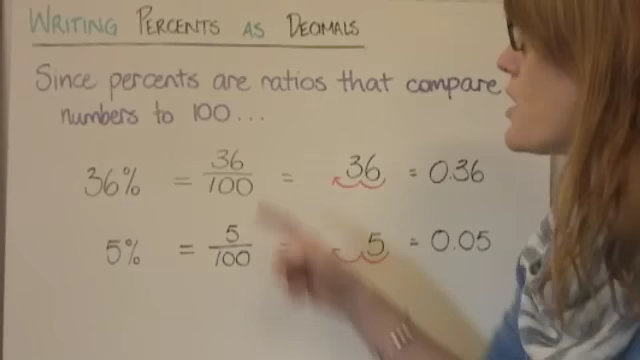 WRITING PERCENTS AS DECIMALS
Since percents are ratios that compare
numbers to 100...
36% = 36/100 = 36 = 0.36
5% = 5/100 = 5 = 0.05